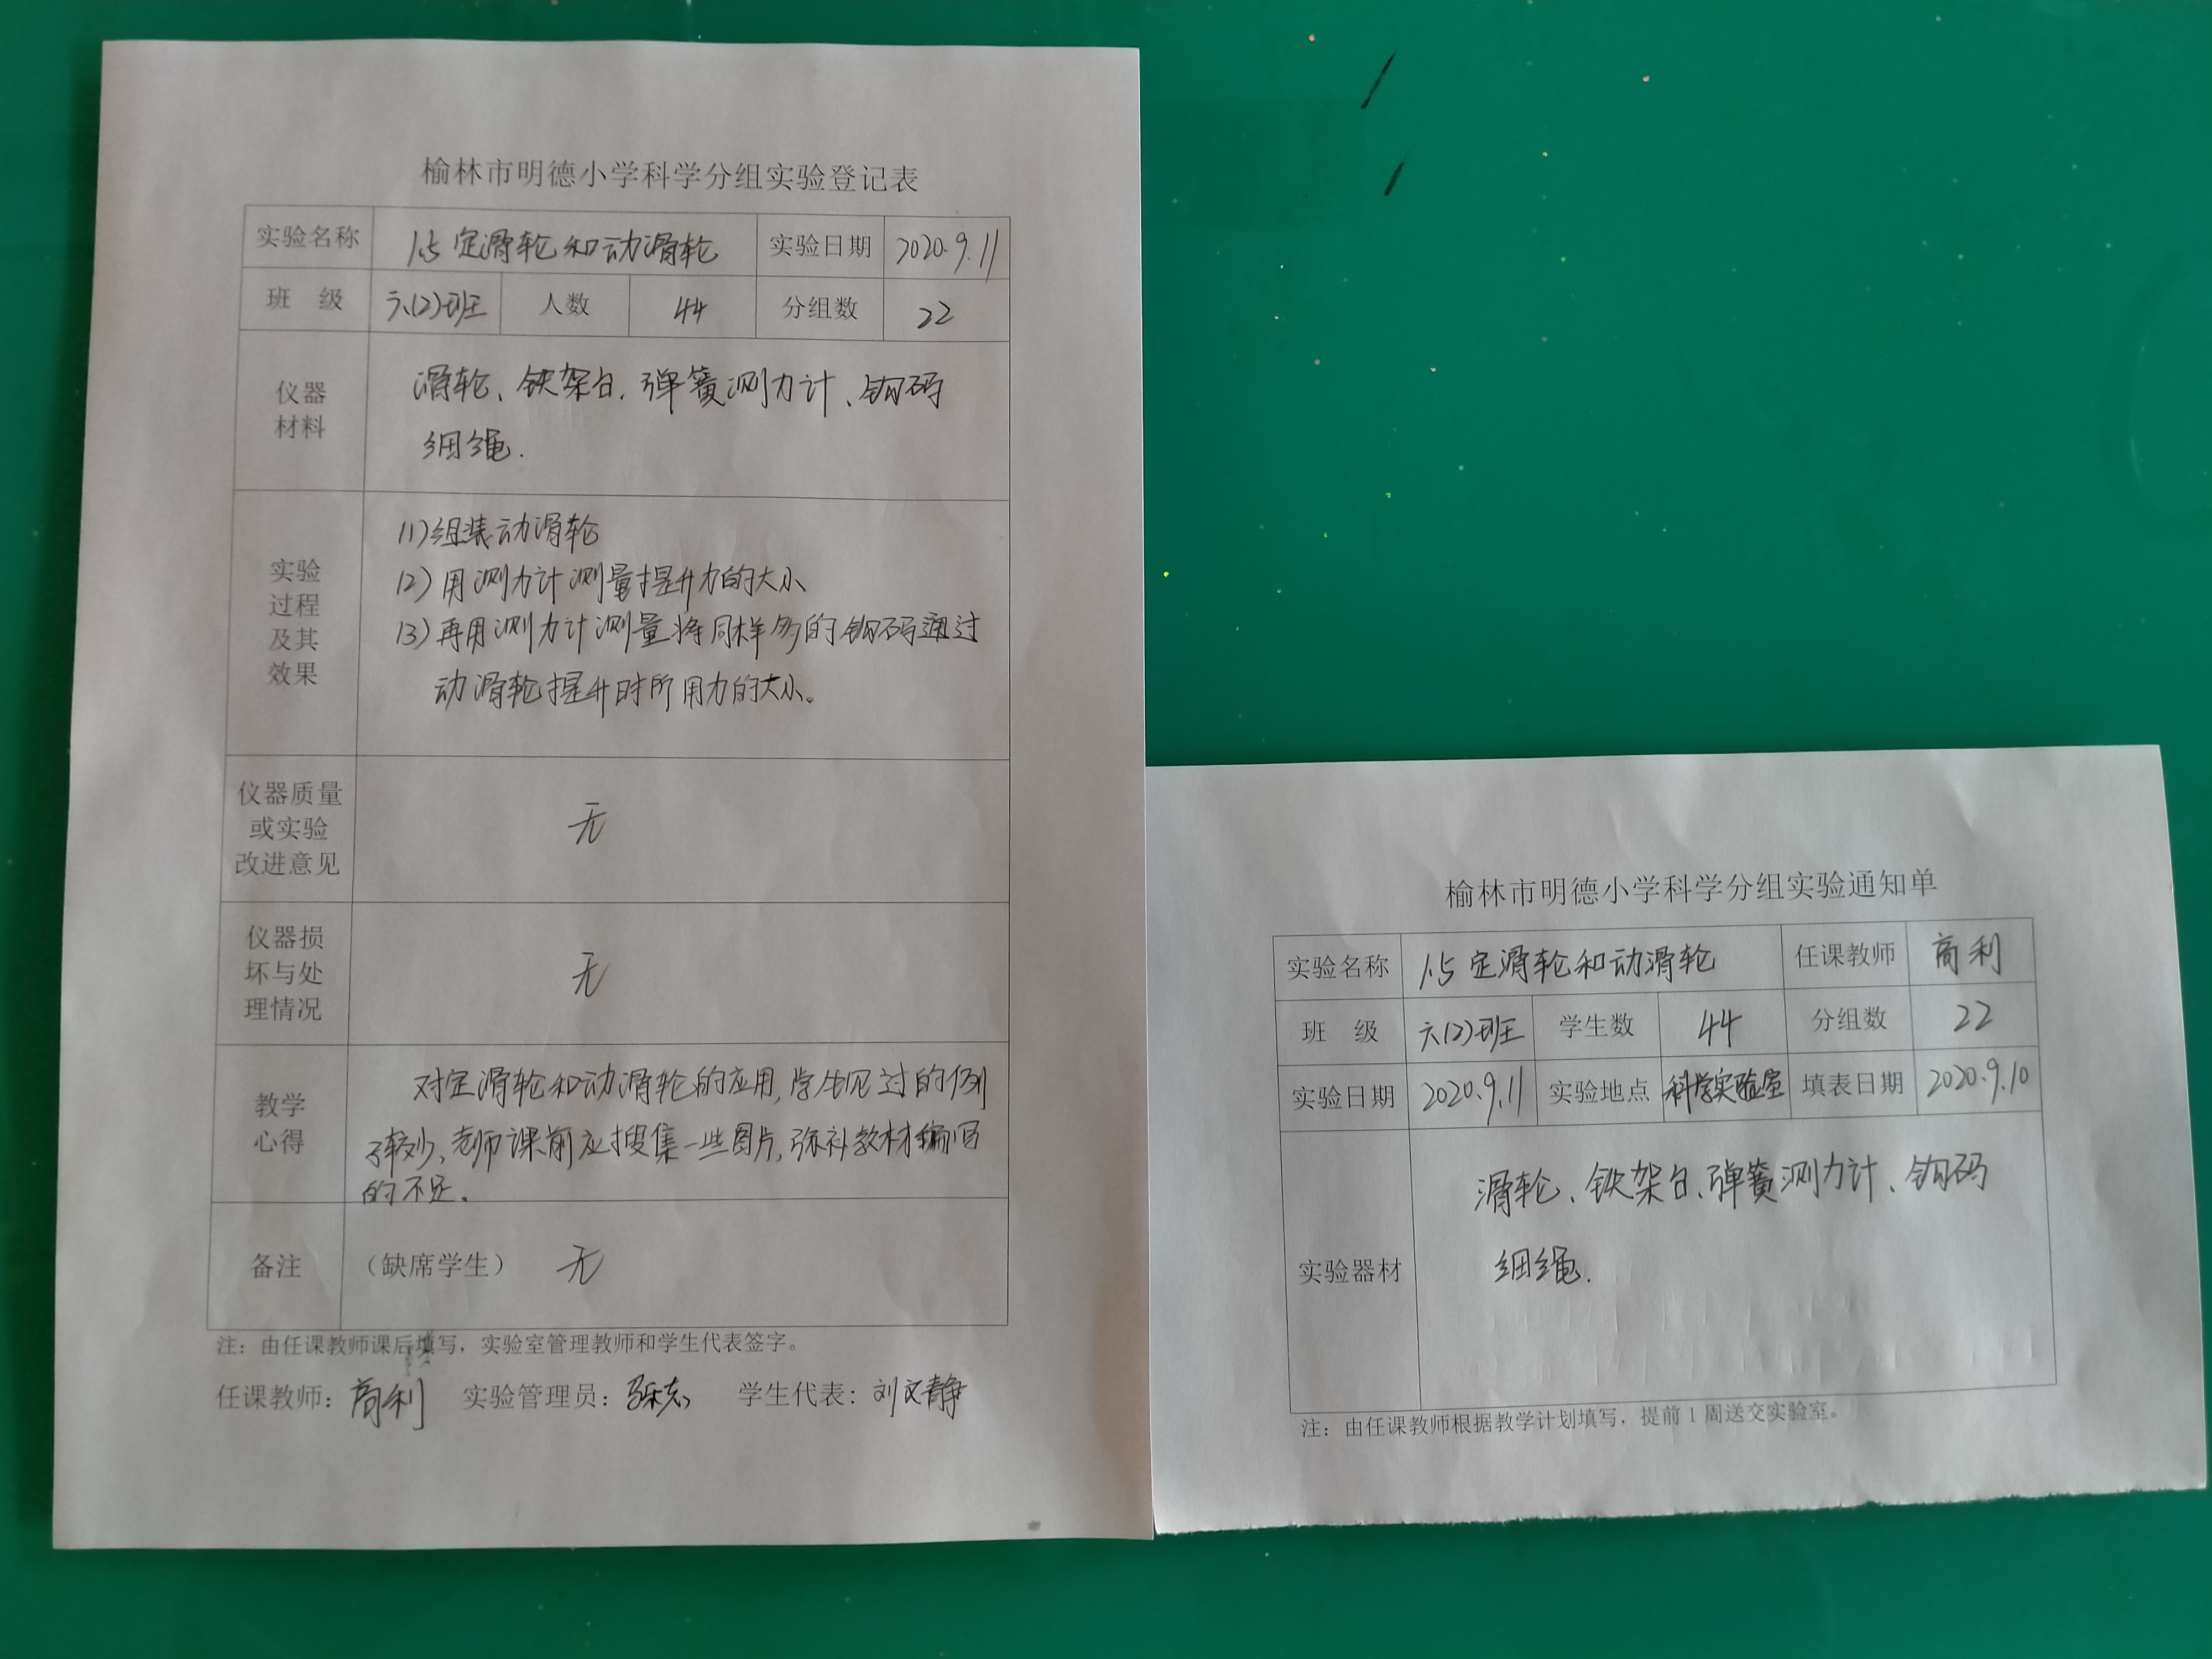 榆林市明德小学科学分组实验登记表
实验名称 1.5 定滑轮和动滑轮 实验日期 2020.9.11
班 级 六(2)班 人数 44 分组数 22
仪器
材料
滑轮、铁架台、弹簧测力计、钩码
细绳.
实验
过程
及其
效果
(1)组装动滑轮
(2)用测力计测量提升力的大小
(3)再用测力计测量将同样多的钩码通过
动滑轮提升时所用力的大小。
仪器质量
或实验
改进意见
无
仪器损
坏与处
理情况
无
教学
心得
对定滑轮和动滑轮的应用,学生见过的例
子较少、老师课前应搜集一些图片,弥补教材编写
的不足。
备注 (缺席学生) 无
注：由任课教师课后填写，实验室管理教师和学生代表签字。
任课教师：高利 实验管理员： 学生代表：刘文静
榆林市明德小学科学分组实验通知单
实验名称 1.5 定滑轮和动滑轮 任课教师 高利
班 级 六(2)班 学生数 44 分组数 22
实验日期 2020.9.11 实验地点 科学实验室 填表日期 2020.9.10
实验器材
滑轮、铁架台、弹簧测力计、钩码
细绳.
注：由任课教师根据教学计划填写，提前1周送交实验室。